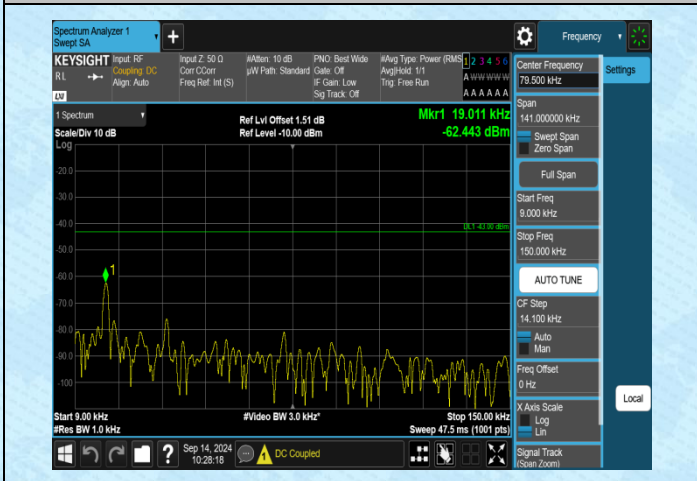 Spectrum Analyzer 1
Swept SA
Frequency
KEYSIGHT
RL
LXI
Input: RF
Coupling: DC
Align: Auto
Input Z: 50 Ω
Corr CCorr
Freq Ref: Int (S)
#Atten: 10 dB
µW Path: Standard
PNO: Best Wide
Gate: Off
IF Gain: Low
Sig Track: Off
#Avg Type: Power (RMS
Avg|Hold: 1/1
Trig: Free Run
1 2 3 4 5 6
A W W W W W
A A A A A A
1 Spectrum
Scale/Div 10 dB
Ref Lvl Offset 1.51 dB
Ref Level -10.00 dBm
Mkr1 19.011 kHz
-62.443 dBm
Log
-20.0
-30.0
-40.0
DL1 -43.00 dBm
-50.0
-60.0
1
-70.0
-80.0
-90.0
-100
Start 9.00 kHz
#Res BW 1.0 kHz
#Video BW 3.0 kHz*
Stop 150.00 kHz
Sweep 47.5 ms (1001 pts)
?
Sep 14, 2024
10:28:18
DC Coupled
Center Frequency
79.500 kHz
Settings
Span
141.000000 kHz
Swept Span
Zero Span
Full Span
Start Freq
9.000 kHz
Stop Freq
150.000 kHz
AUTO TUNE
CF Step
14.100 kHz
Auto
Man
Freq Offset
0 Hz
X Axis Scale
Log
Lin
Local
Signal Track
(Span Zoom)